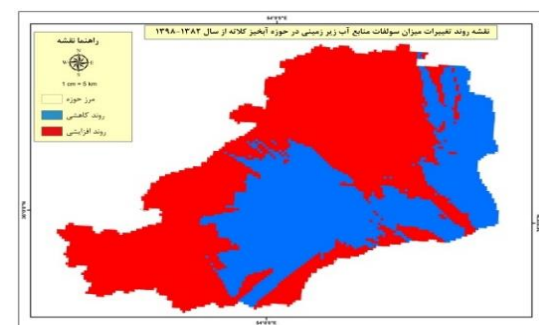 نقشه روند تغییرات میزان سولفات منابع آب زیر زمینی در حوزه آبخیز کلاته از سال ۱۳۸۲-۱۳۹۸
راهنما نقشه
1 cm = 5 km
مرز حوزه
روند کاهشی
روند افزایشی